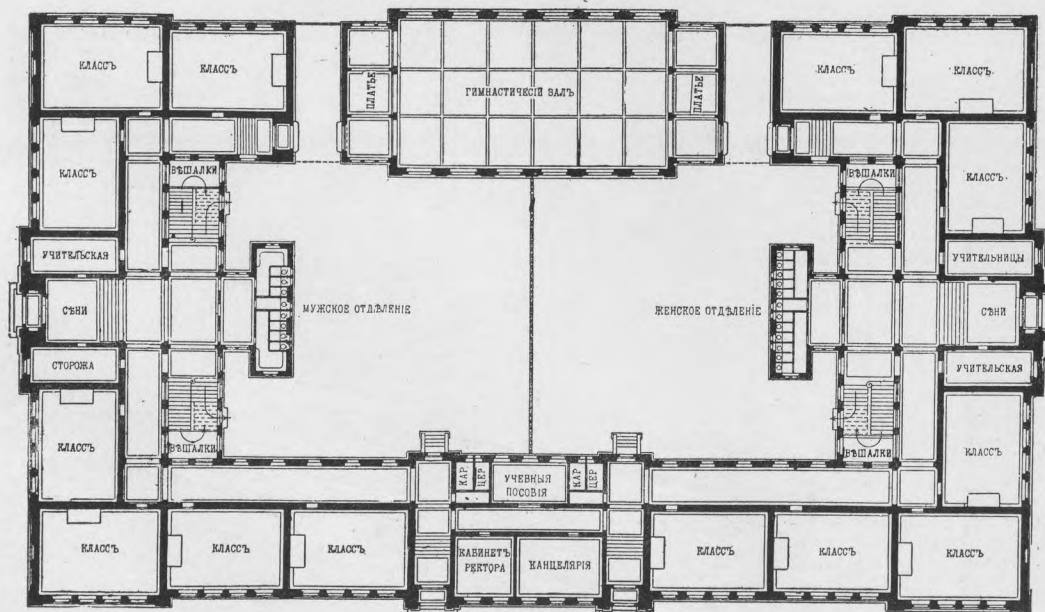 КЛАССЪ
КЛАССЪ
КЛАССЪ
КЛАССЪ
ГИМНАСТИЧЕСІЙ ЗАЛЪ
ПЛАТЬЕ
ПЛАТЬЕ
КЛАССЪ
ВѢШАЛКИ
ВѢШАЛКИ
КЛАССЪ
УЧИТЕЛЬСКАЯ
УЧИТЕЛЬНИЦЫ
СѢНИ
МУЖСКОЕ ОТДѢЛЕНІЕ
ЖЕНСКОЕ ОТДѢЛЕНІЕ
СѢНИ
СТОРОЖА
УЧИТЕЛЬСКАЯ
КЛАССЪ
ВѢШАЛКИ
ВѢШАЛКИ
КЛАССЪ
КАР
ЦЕР
УЧЕБНЫЯ
ПОСОБІЯ
КАР
ЦЕР
КЛАССЪ
КЛАССЪ
КЛАССЪ
КАБИНЕТЪ
РЕКТОРА
КАНЦЕЛЯРІЯ
КЛАССЪ
КЛАССЪ
КЛАССЪ